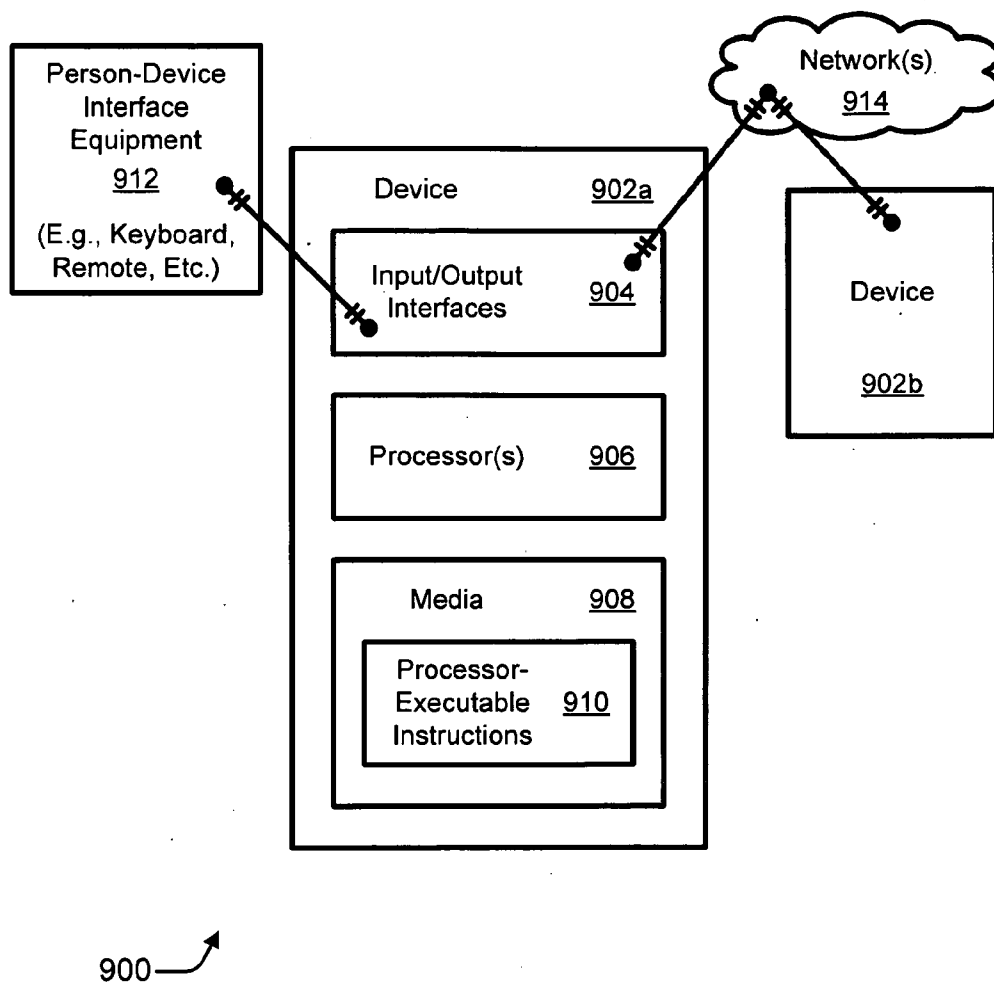 Person-Device
Interface
Equipment
912
(E.g., Keyboard,
Remote, Etc.)
Network(s)
914
Device 902a
Input/Output
Interfaces
904
Device
902b
Processor(s) 906
Media 908
Processor-
Executable
Instructions
910
900